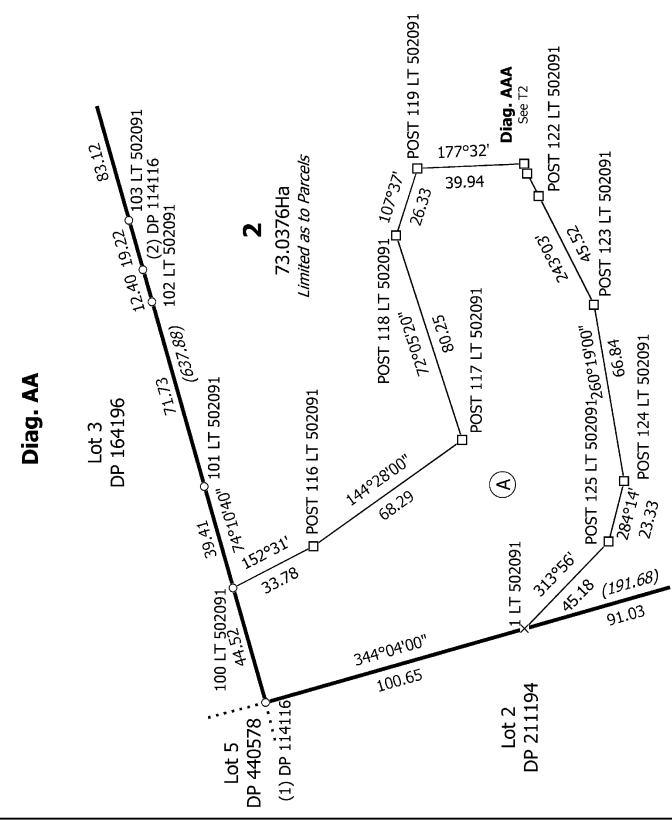 Diag. AA
Lot 3
DP 164196
83.12
103 LT 502091
19.22
(2) DP 114116
12.40
102 LT 502091
71.73
(637.88)
101 LT 502091
39.41
74°10'40"
100 LT 502091
44.52
Lot 5
DP 440578
(1) DP 114116
2
73.0376Ha
Limited as to Parcels
152°31'
33.78
POST 116 LT 502091
144°28'00"
68.29
POST 117 LT 502091
72°05'20"
80.25
POST 118 LT 502091
107°37'
26.33
POST 119 LT 502091
177°32'
39.94
Diag. AAA
See T2
POST 122 LT 502091
243°03'
45.52
POST 123 LT 502091
260°19'00"
66.84
POST 124 LT 502091
284°14'
23.33
POST 125 LT 502091
313°56'
45.18
1 LT 502091
A
344°04'00"
100.65
(191.68)
91.03
Lot 2
DP 211194